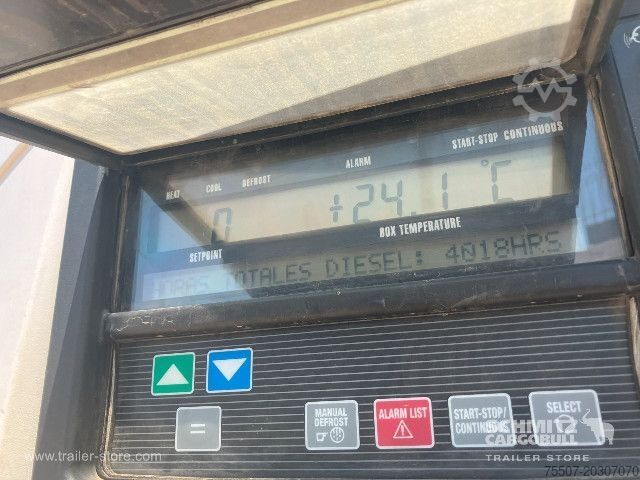 HEAT COOL DEFROST ALARM START-STOP CONTINUOUS
0 +24.1 °C
SETPOINT BOX TEMPERATURE
HORAS TOTALES DIESEL: 4018HRS
MANUAL DEFROST
ALARM LIST
START-STOP/
CONTINUOUS
SELECT
=
CARGOBULL
TRAILER STORE
www.trailer-store.com
75507-20307070